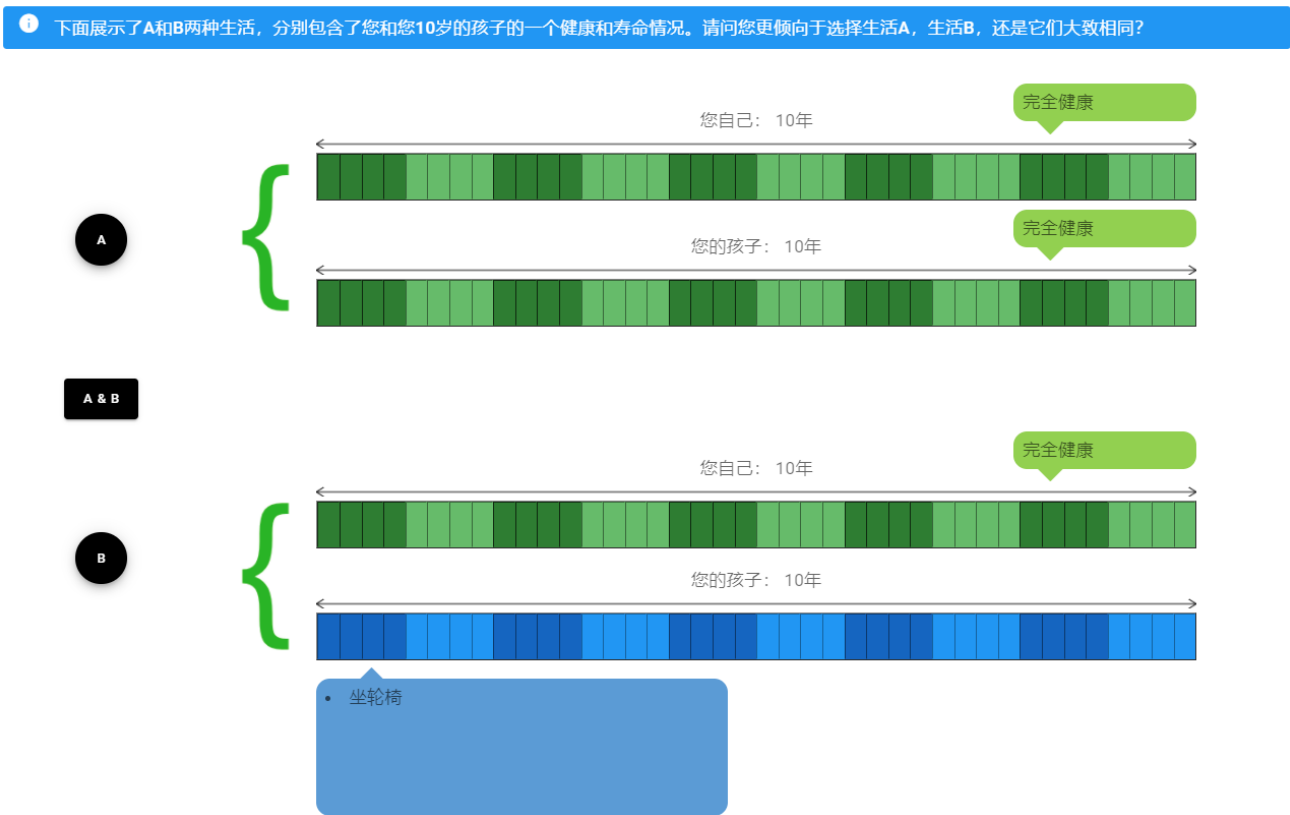 下面展示了A和B两种生活，分别包含了您和您10岁的孩子的一个健康和寿命情况。请问您更倾向于选择生活A，生活B，还是它们大致相同？
完全健康
您自己： 10年
完全健康
您的孩子： 10年
A
A & B
完全健康
您自己： 10年
B
您的孩子： 10年
• 坐轮椅